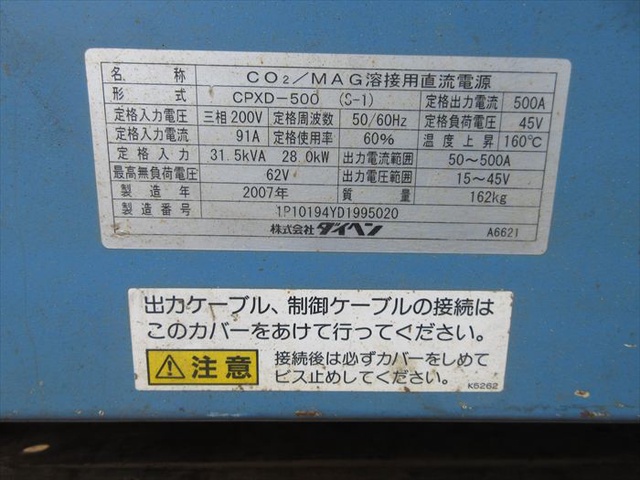 名称 CO₂/MAG溶接用直流電源
形式 CPXD-500 (S-1) 定格出力電流 500A
定格入力電圧 三相200V 定格周波数 50/60Hz 定格負荷電圧 45V
定格入力電流 91A 定格使用率 60% 温度上昇 160℃
定格入力 31.5kVA 28.0kW 出力電流範囲 50~500A
最高無負荷電圧 62V 出力電圧範囲 15~45V
製造年 2007年 質量 162kg
製造番号 1P10194YD1995020
株式会社ダイヘン A6621
出力ケーブル、制御ケーブルの接続は
このカバーをあけて行ってください。
注意 接続後は必ずカバーをしめて
ビス止めしてください。
K5262